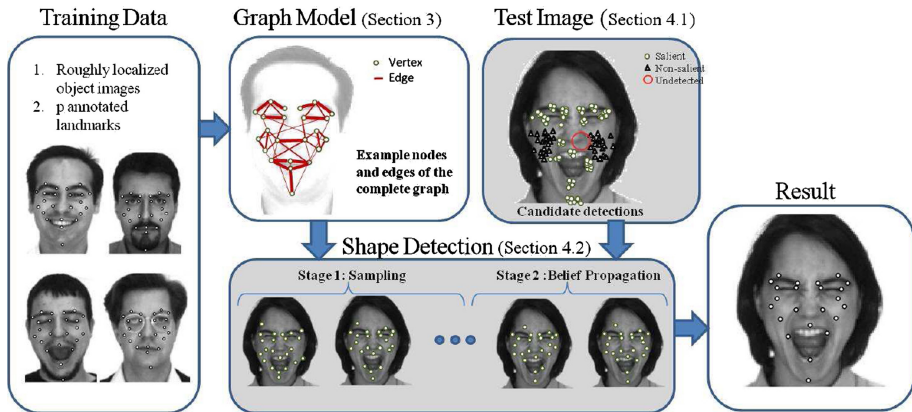 Training Data
1. Roughly localized
object images
2. p annotated
landmarks
Graph Model (Section 3)
Vertex
Edge
Example nodes
and edges of the
complete graph
Test Image (Section 4.1)
Salient
Non-salient
Undetected
Candidate detections
Shape Detection (Section 4.2)
Stage 1: Sampling
Stage 2 : Belief Propagation
Result